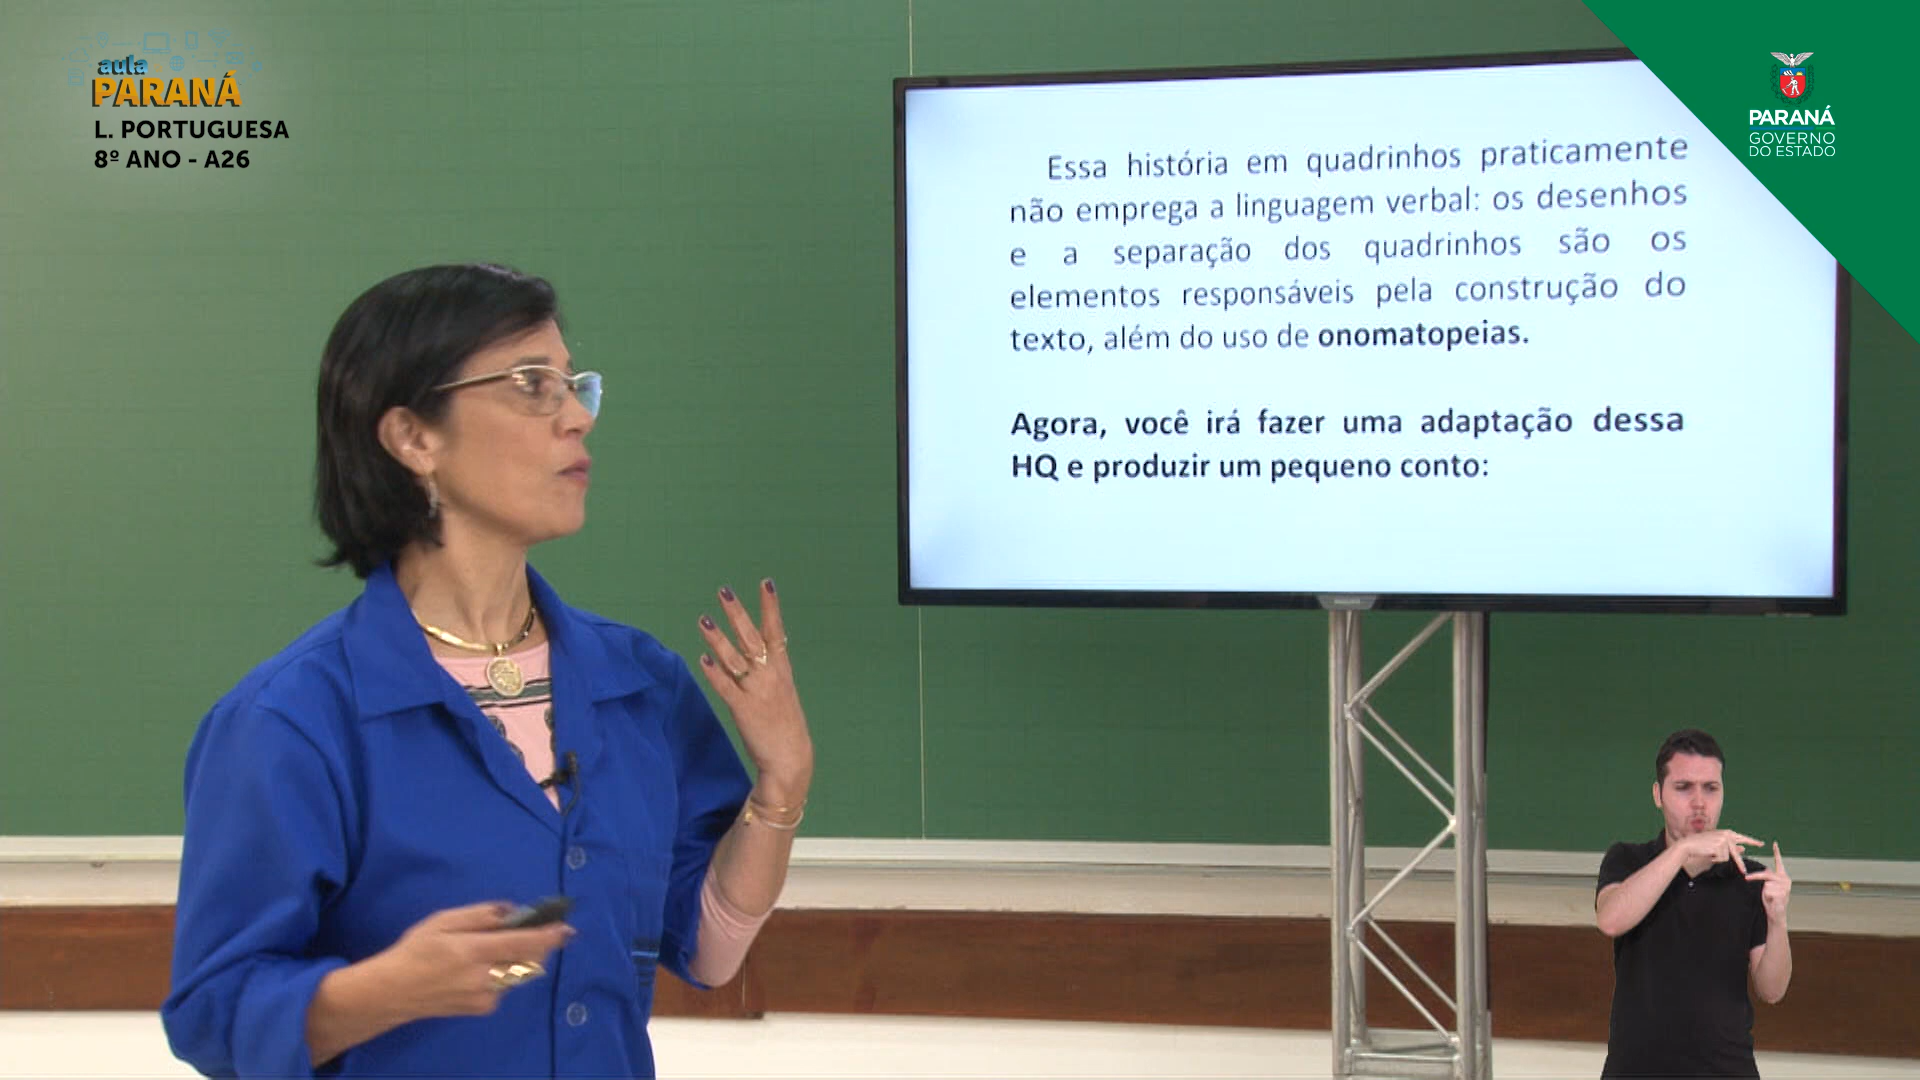 aula
PARANÁ
L. PORTUGUESA
8º ANO - A26
PARANÁ
GOVERNO
DO ESTADO
Essa história em quadrinhos praticamente
não emprega a linguagem verbal: os desenhos
e a separação dos quadrinhos são os
elementos responsáveis pela construção do
texto, além do uso de onomatopeias.
Agora, você irá fazer uma adaptação dessa
HQ e produzir um pequeno conto: